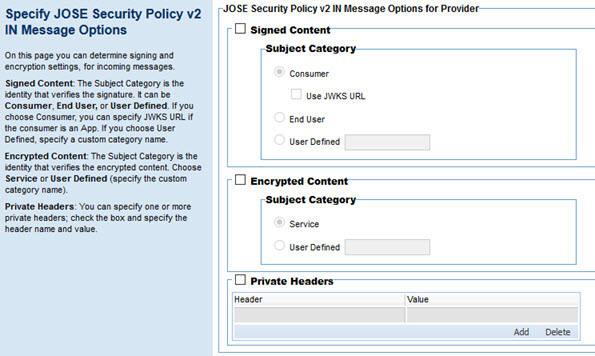 Specify JOSE Security Policy v2
IN Message Options
On this page you can determine signing and
encryption settings, for incoming messages.
Signed Content: The Subject Category is the
identity that verifies the signature. It can be
Consumer, End User, or User Defined. If you
choose Consumer, you can specify JWKS URL if
the consumer is an App. If you choose User
Defined, specify a custom category name.
Encrypted Content: The Subject Category is the
identity that verifies the encrypted content. Choose
Service or User Defined (specify the custom
category name).
Private Headers: You can specify one or more
private headers; check the box and specify the
header name and value.
JOSE Security Policy v2 IN Message Options for Provider
Signed Content
Subject Category
Consumer
Use JWKS URL
End User
User Defined
Encrypted Content
Subject Category
Service
User Defined
Private Headers
Header Value
Add Delete